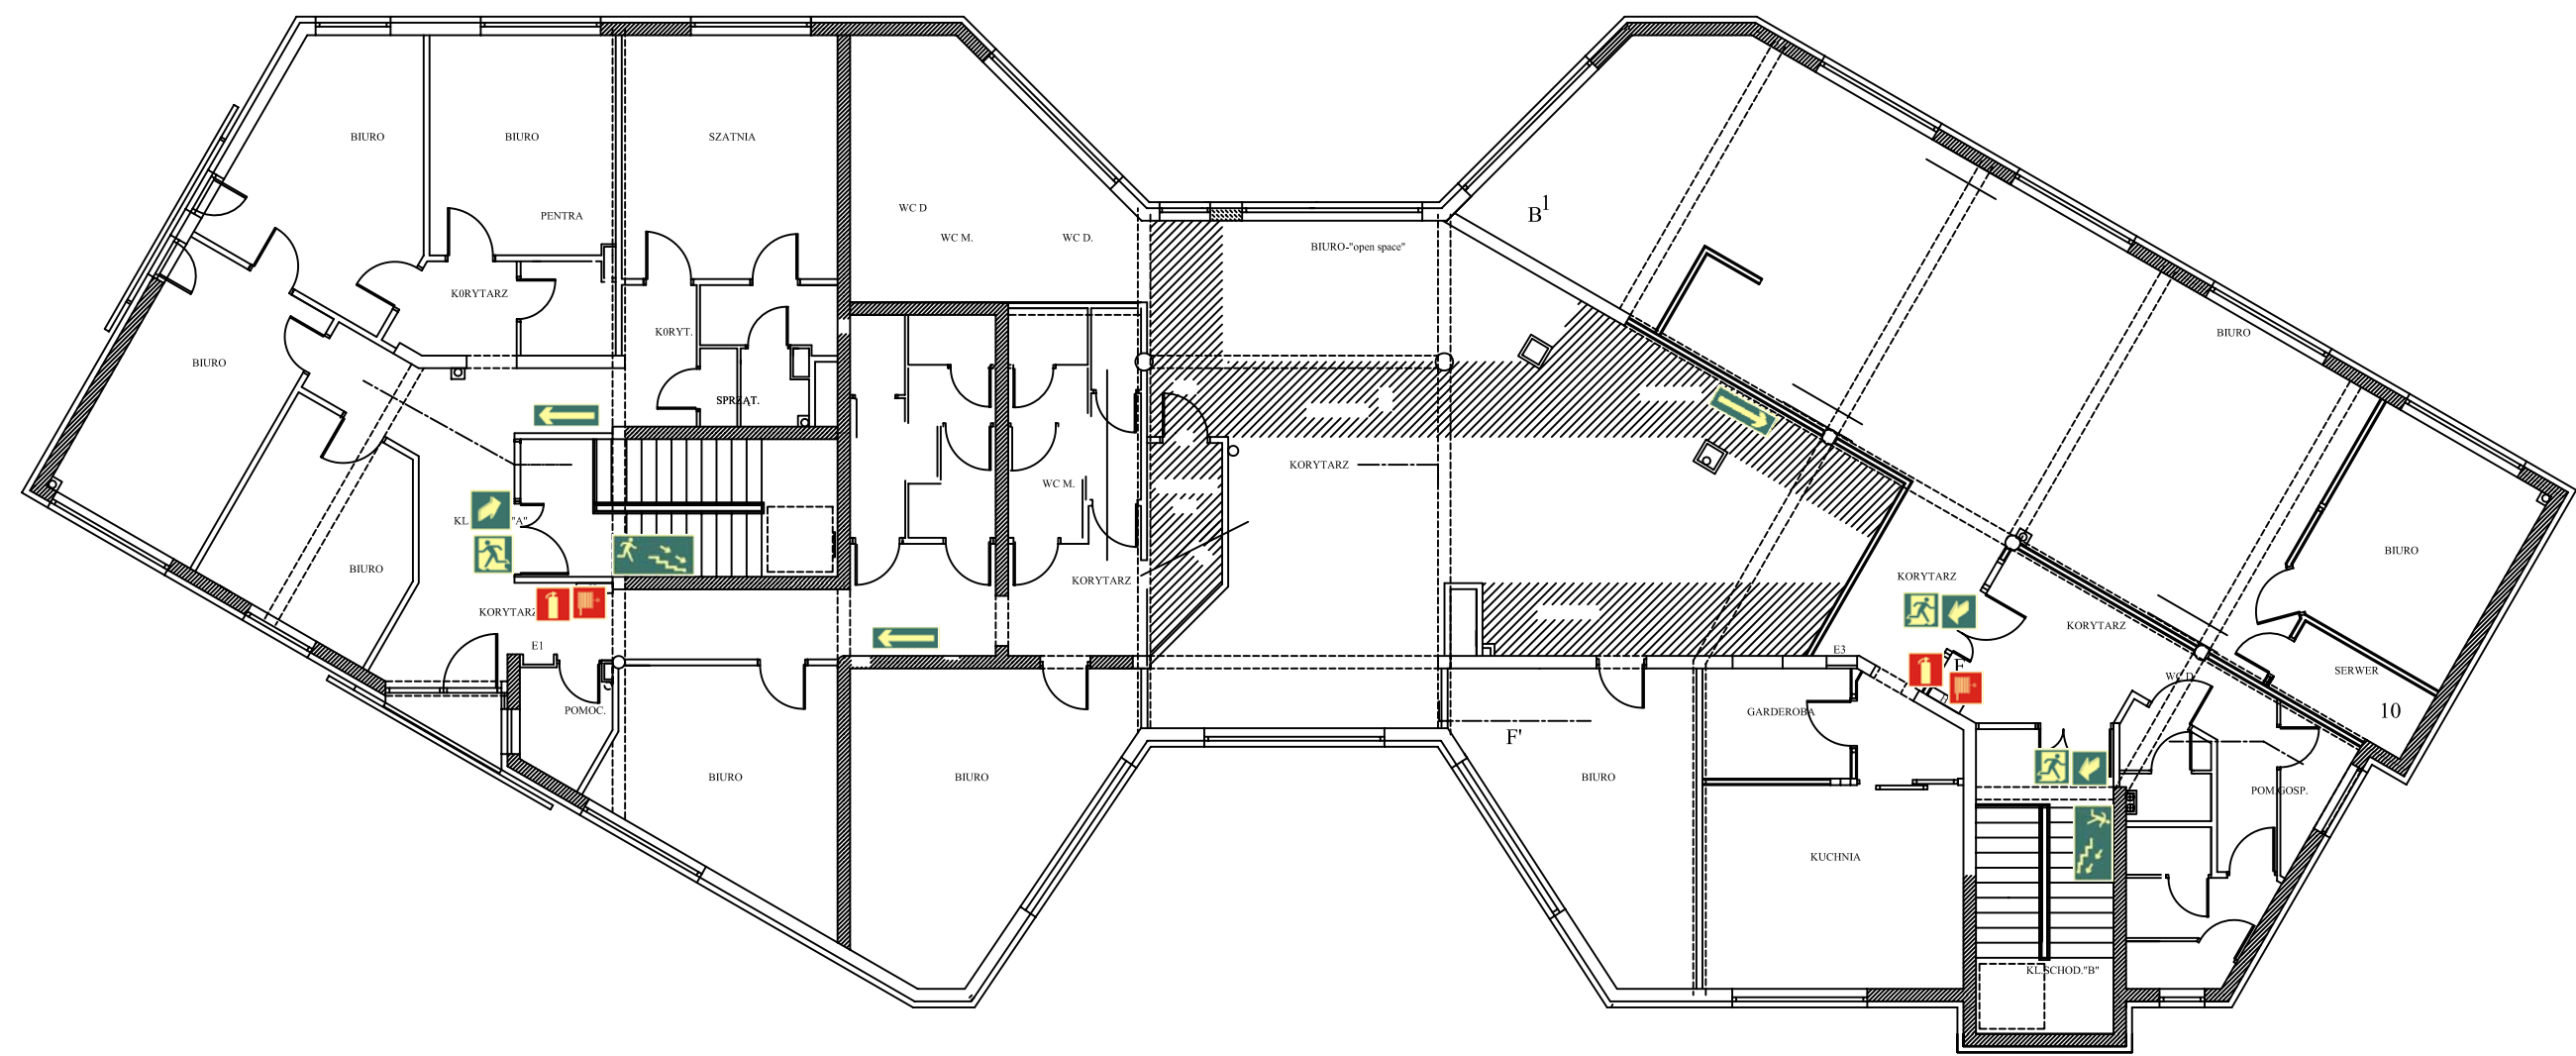 BIURO
BIURO
SZATNIA
PENTRA
WC D
WC M.
WC D.
BIURO-"open space"
B1
K0RYTARZ
K0RYT.
BIURO
BIURO
SPRZĄT.
KORYTARZ
WC M.
KL "A"
BIURO
KORYTARZ
KORYTARZ
BIURO
KORYTARZ
KORYTARZ
E1
E3
SERWER
WC D.
POMOC.
GARDEROBA
10
F'
BIURO
BIURO
BIURO
POM.GOSP.
KUCHNIA
KL.SCHOD."B"